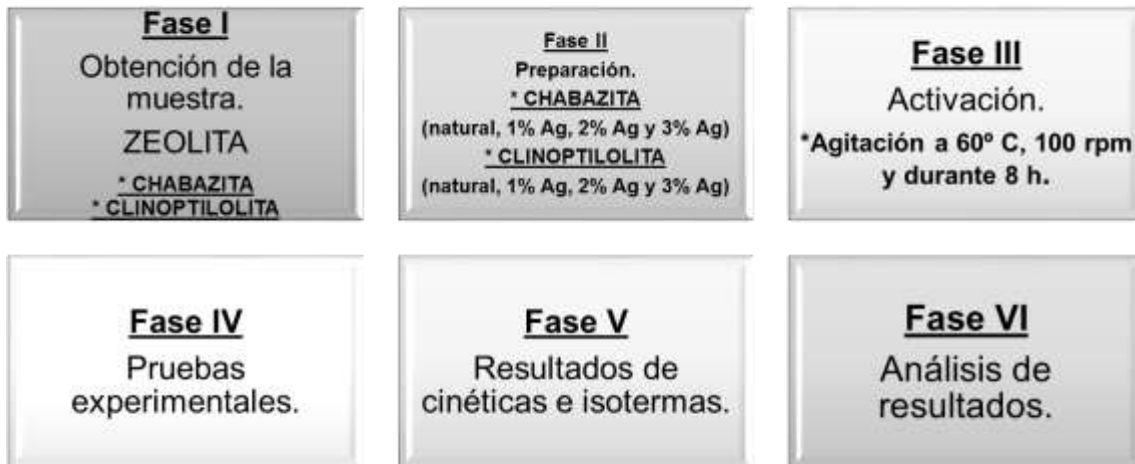 Fase I
Obtención de la
muestra.
ZEOLITA
* CHABAZITA
* CLINOPTILOLITA
Fase II
Preparación.
* CHABAZITA
(natural, 1% Ag, 2% Ag y 3% Ag)
* CLINOPTILOLITA
(natural, 1% Ag, 2% Ag y 3% Ag)
Fase III
Activación.
*Agitación a 60º C, 100 rpm
y durante 8 h.
Fase IV
Pruebas
experimentales.
Fase V
Resultados de
cinéticas e isotermas.
Fase VI
Análisis de
resultados.